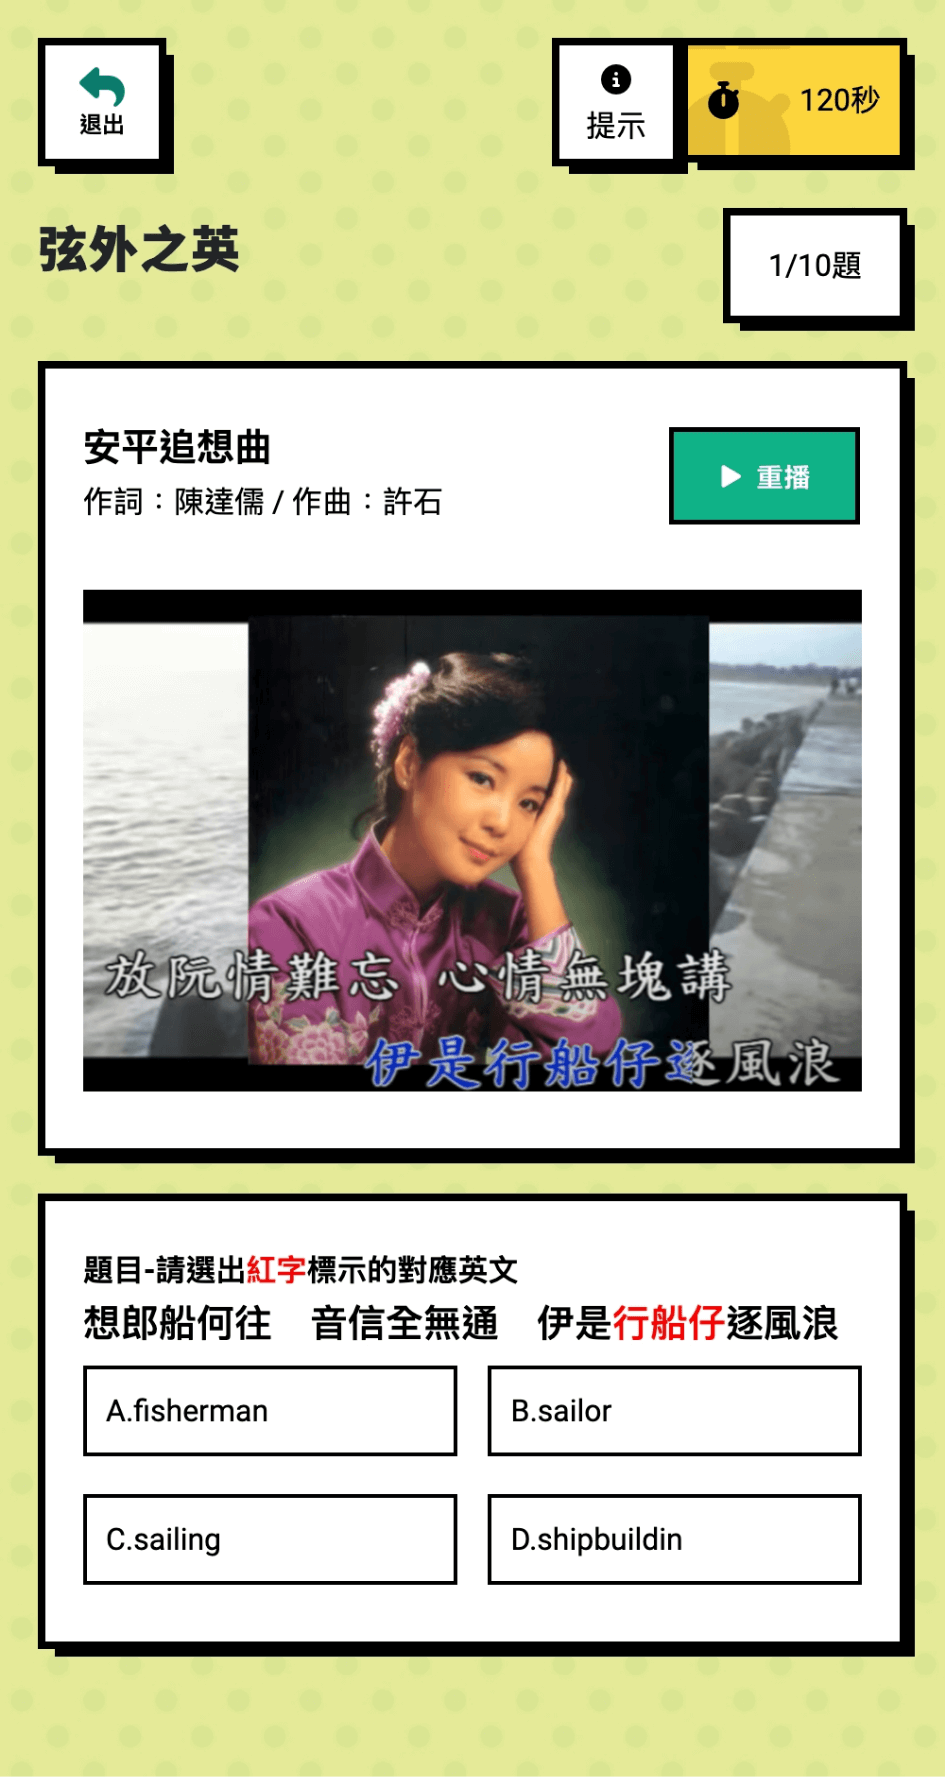 退出
提示
120秒
弦外之英
1/10題
安平追想曲
作詞：陳達儒 / 作曲：許石
重播
放阮情難忘 心情無塊講
伊是行船仔逐風浪
題目-請選出紅字標示的對應英文
想郎船何往　音信全無通　伊是行船仔逐風浪
A.fisherman
B.sailor
C.sailing
D.shipbuildin